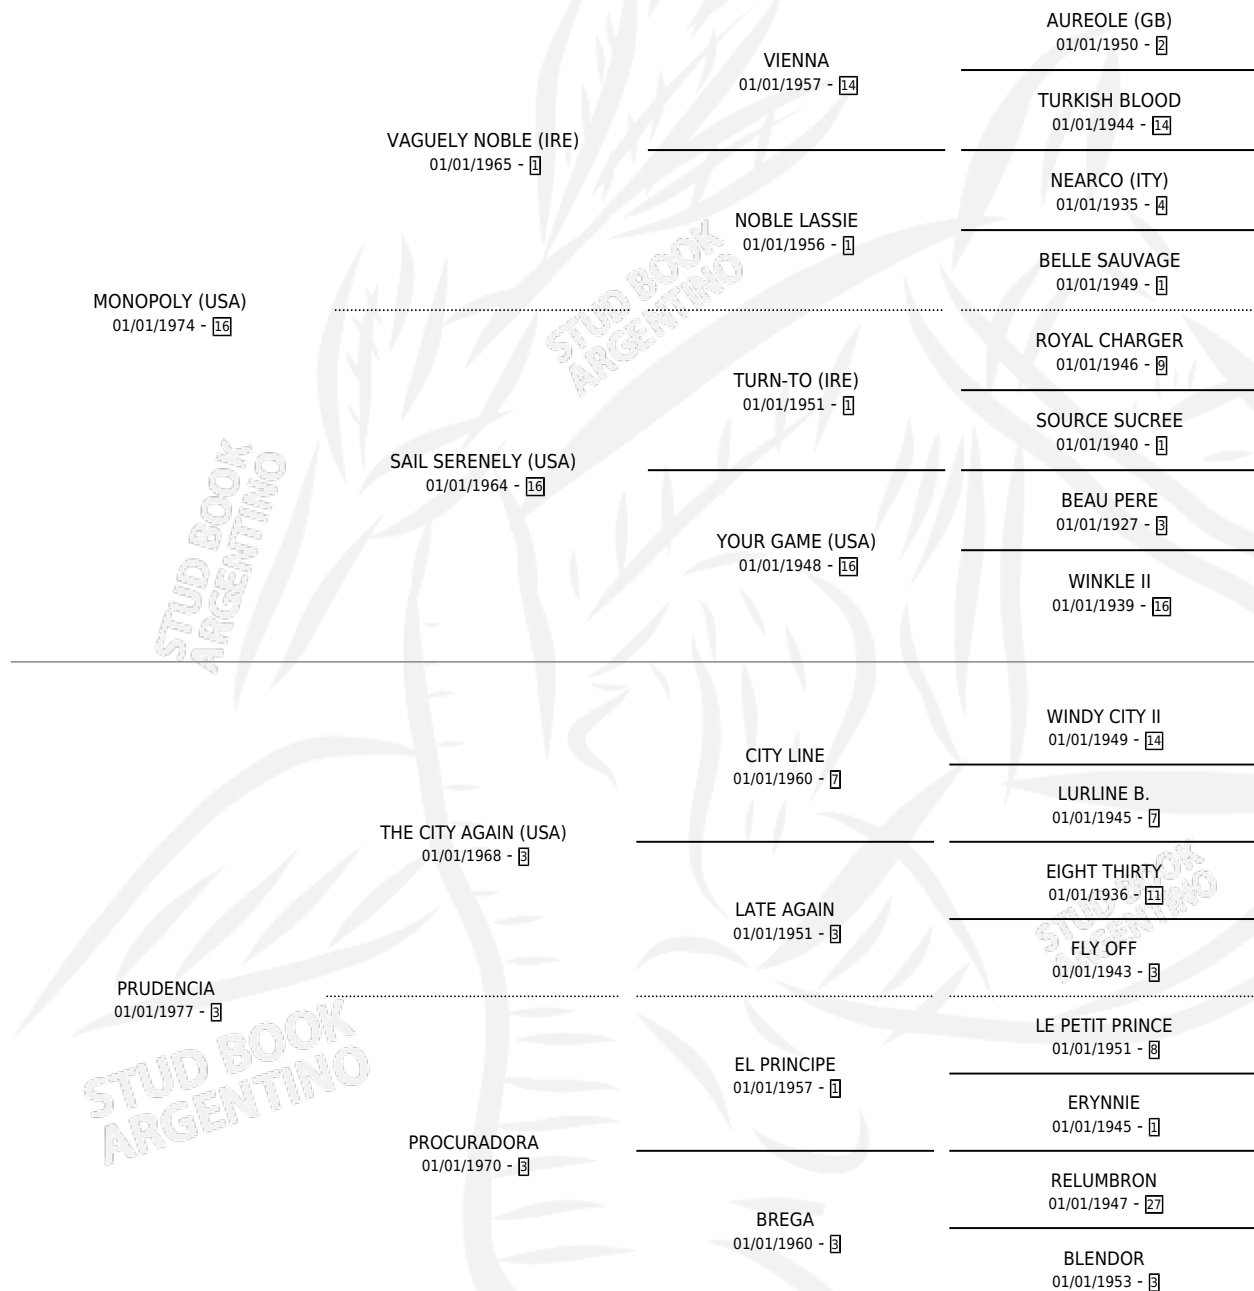 AUREOLE (GB)
01/01/1950 - 2
VIENNA
01/01/1957 - 14
TURKISH BLOOD
01/01/1944 - 14
VAGUELY NOBLE (IRE)
01/01/1965 - 1
NEARCO (ITY)
01/01/1935 - 4
NOBLE LASSIE
01/01/1956 - 1
BELLE SAUVAGE
01/01/1949 - 1
MONOPOLY (USA)
01/01/1974 - 16
ROYAL CHARGER
01/01/1946 - 9
TURN-TO (IRE)
01/01/1951 - 1
SOURCE SUCREE
01/01/1940 - 1
SAIL SERENELY (USA)
01/01/1964 - 16
BEAU PERE
01/01/1927 - 3
YOUR GAME (USA)
01/01/1948 - 16
WINKLE II
01/01/1939 - 16
WINDY CITY II
01/01/1949 - 14
CITY LINE
01/01/1960 - 7
LURLINE B.
01/01/1945 - 7
THE CITY AGAIN (USA)
01/01/1968 - 3
EIGHT THIRTY
01/01/1936 - 11
LATE AGAIN
01/01/1951 - 3
FLY OFF
01/01/1943 - 3
PRUDENCIA
01/01/1977 - 3
LE PETIT PRINCE
01/01/1951 - 8
EL PRINCIPE
01/01/1957 - 1
ERYNNIE
01/01/1945 - 1
PROCURADORA
01/01/1970 - 3
RELUMBRON
01/01/1947 - 27
BREGA
01/01/1960 - 3
BLENDOR
01/01/1953 - 3
STUD BOOK
ARGENTINO
STUD BOOK
ARGENTINO
STUD BOOK
ARGENTINO
STUD BOOK
ARGENTINO